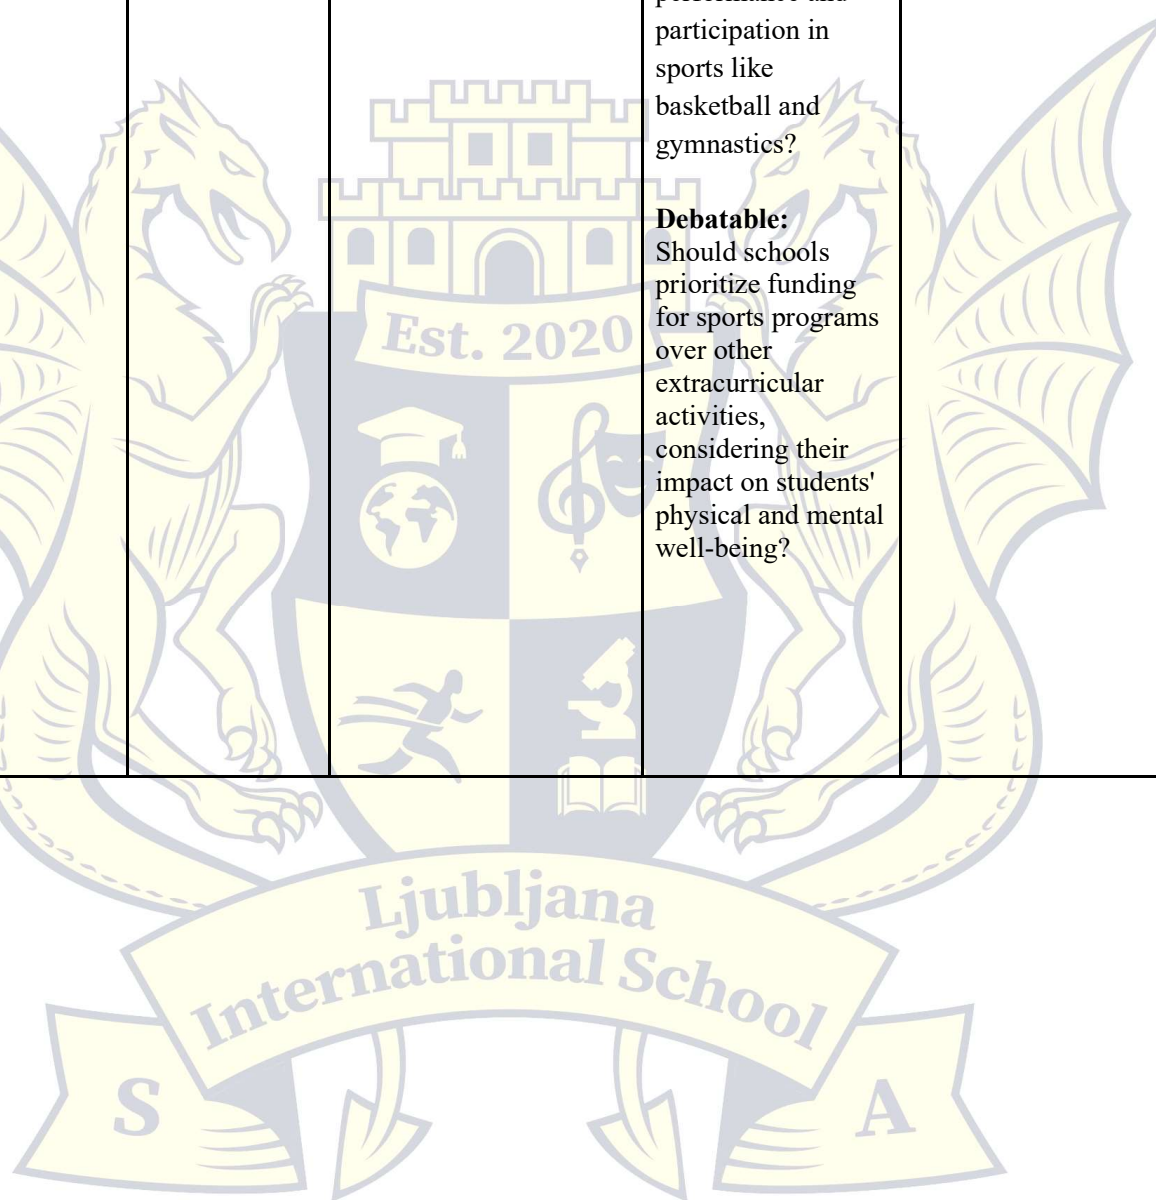 participation in
sports like
basketball and
gymnastics?
Debatable:
Should schools
prioritize funding
for sports programs
over other
extracurricular
activities,
considering their
impact on students'
physical and mental
well-being?
Est. 2020
Ljubljana
International School
S
A